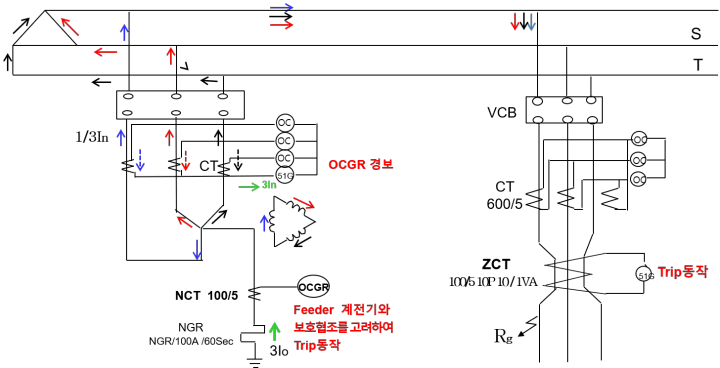 S
T
VCB
1/3In
OC
OC
OC
51G
CT
OCGR 경보
3In
OC
OC
OC
CT
600/5
ZCT
100/5 10P 10/1VA
51G
Trip동작
NCT 100/5
OCGR
Feeder 계전기와
보호협조를 고려하여
Trip동작
NGR
NGR/100A /60Sec
3Io
Rg